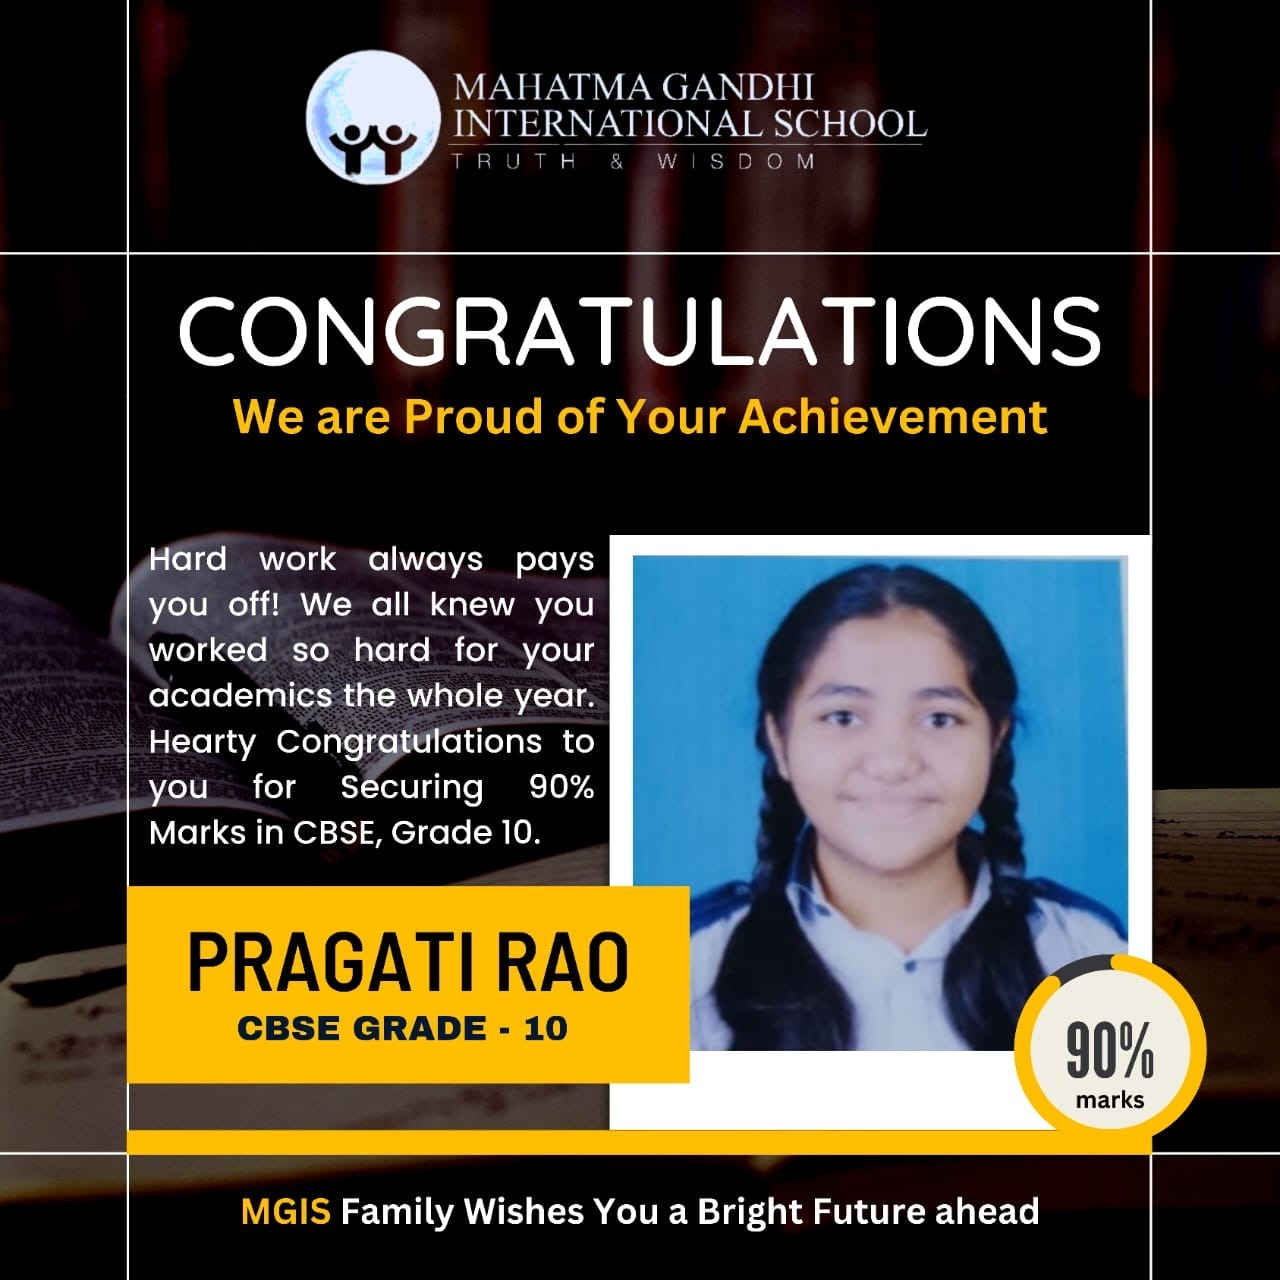 MAHATMA GANDHI
INTERNATIONAL SCHOOL
TRUTH & WISDOM
CONGRATULATIONS
We are Proud of Your Achievement
Hard work always pays
you off! We all knew you
worked so hard for your
academics the whole year.
Hearty Congratulations to
you for Securing 90%
Marks in CBSE, Grade 10.
PRAGATI RAO
CBSE GRADE - 10
90%
marks
MGIS Family Wishes You a Bright Future ahead